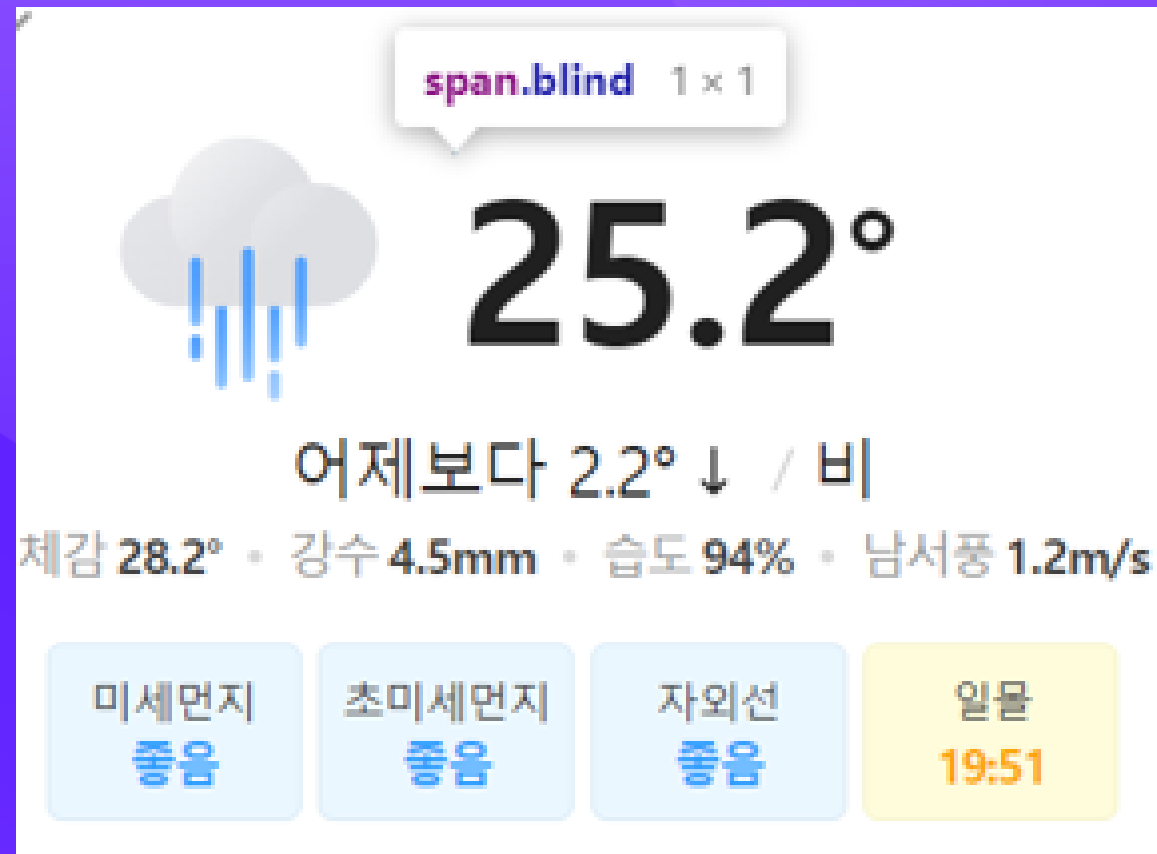 span.blind 1 × 1
25.2°
어제보다 2.2° ↓ / 비
체감 28.2° • 강수 4.5mm • 습도 94% • 남서풍 1.2m/s
미세먼지 초미세먼지 자외선 일몰
좋음 좋음 좋음 19:51